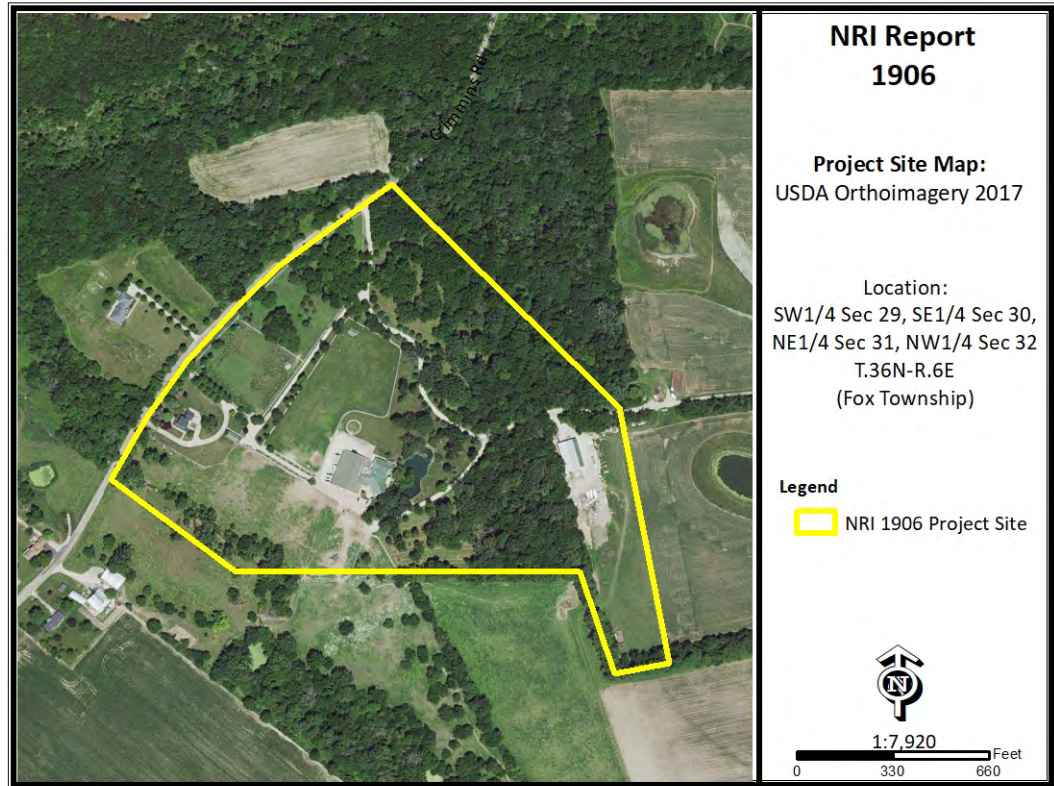 Crimmins Rd
NRI Report
1906
Project Site Map:
USDA Orthoimagery 2017
Location:
SW1/4 Sec 29, SE1/4 Sec 30,
NE1/4 Sec 31, NW1/4 Sec 32
T.36N-R.6E
(Fox Township)
Legend
NRI 1906 Project Site
N
1:7,920
Feet
0 330 660